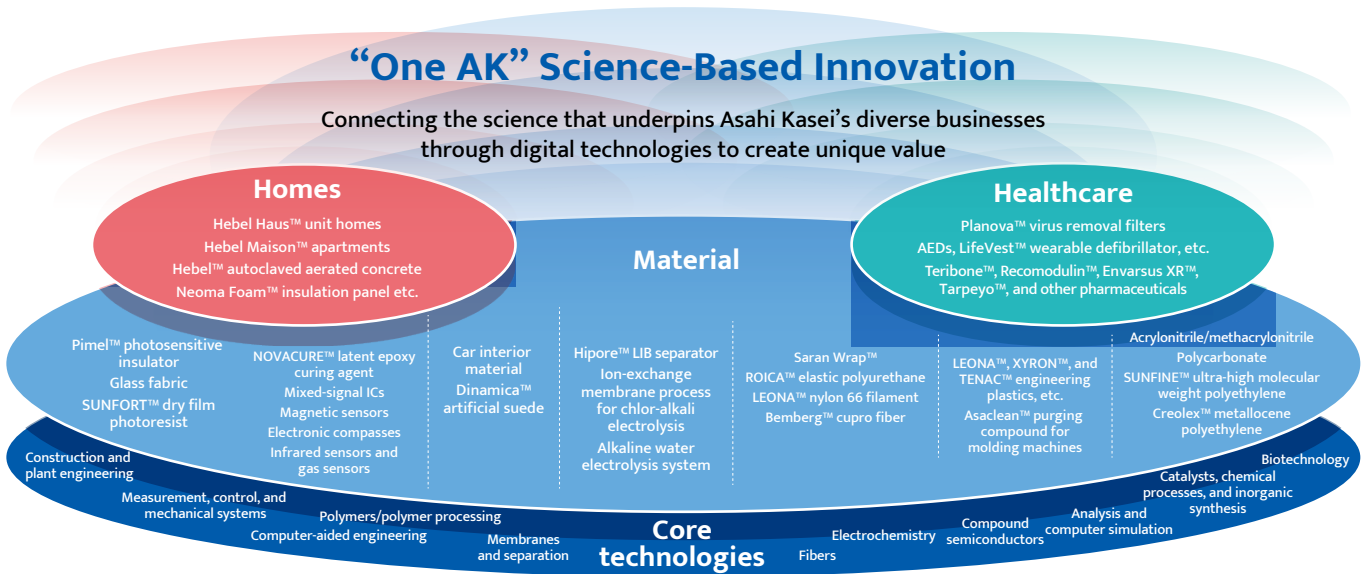 “One AK” Science-Based Innovation
Connecting the science that underpins Asahi Kasei’s diverse businesses
through digital technologies to create unique value
Homes
Hebel Haus™ unit homes
Hebel Maison™ apartments
Hebel™ autoclaved aerated concrete
Neoma Foam™ insulation panel etc.
Healthcare
Planova™ virus removal filters
AEDs, LifeVest™ wearable defibrillator, etc.
Teribone™, Recomodulin™, Envarsus XR™,
Tarpeyo™, and other pharmaceuticals
Material
Pimel™ photosensitive
insulator
Glass fabric
SUNFORT™ dry film
photoresist
NOVACURE™ latent epoxy
curing agent
Mixed-signal ICs
Magnetic sensors
Electronic compasses
Infrared sensors and
gas sensors
Car interior
material
Dinamica™
artificial suede
Hipore™ LIB separator
Ion-exchange
membrane process
for chlor-alkali
electrolysis
Alkaline water
electrolysis system
Saran Wrap™
ROICA™ elastic polyurethane
LEONA™ nylon 66 filament
Bemberg™ cupro fiber
LEONA™, XYRON™, and
TENAC™ engineering
plastics, etc.
Asaclean™ purging
compound for
molding machines
Acrylonitrile/methacrylonitrile
Polycarbonate
SUNFINE™ ultra-high molecular
weight polyethylene
Creolex™ metallocene
polyethylene
Construction and
plant engineering
Measurement, control, and
mechanical systems
Polymers/polymer processing
Computer-aided engineering
Membranes
and separation
Core
technologies
Fibers
Electrochemistry
Compound
semiconductors
Analysis and
computer simulation
Catalysts, chemical
processes, and inorganic
synthesis
Biotechnology